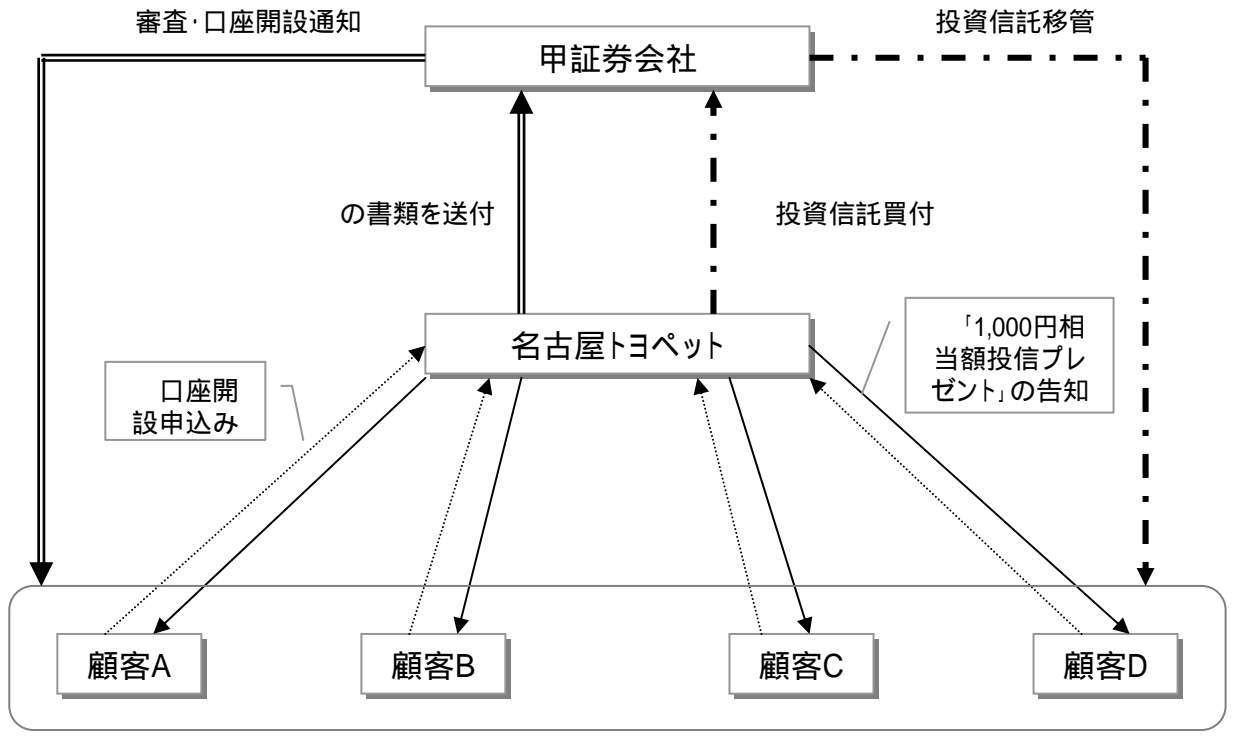 審査・口座開設通知
投資信託移管
甲証券会社
の書類を送付
投資信託買付
名古屋トヨペット
「1,000円相
当額投信プレ
ゼント」の告知
口座開
設申込み
顧客A
顧客B
顧客C
顧客D